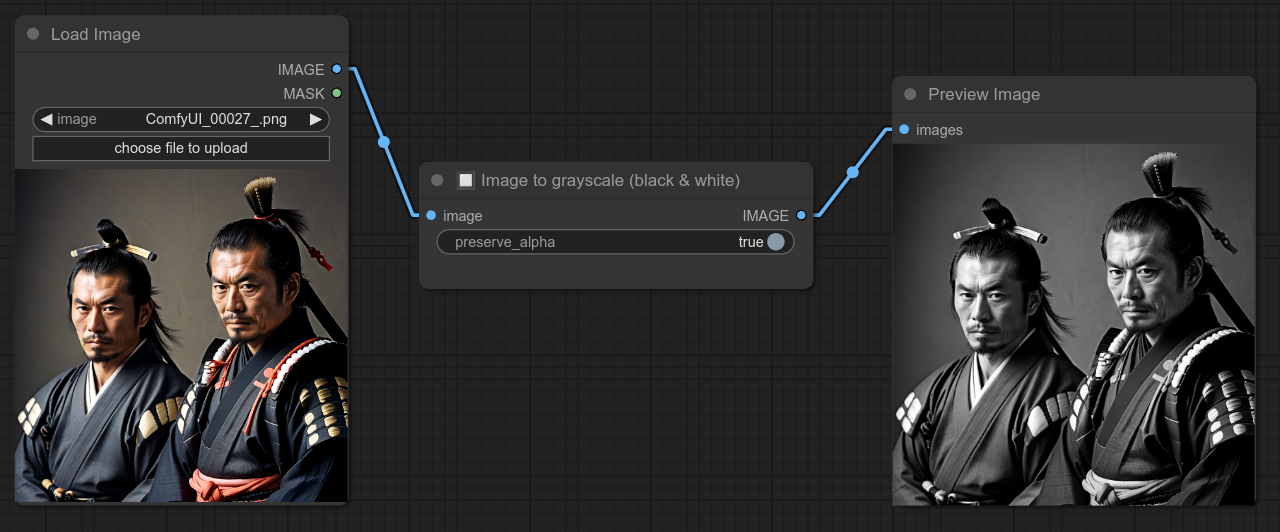 Load Image
IMAGE
MASK
image ComfyUI_00027_.png
choose file to upload
Image to grayscale (black & white)
image IMAGE
preserve_alpha true
Preview Image
images